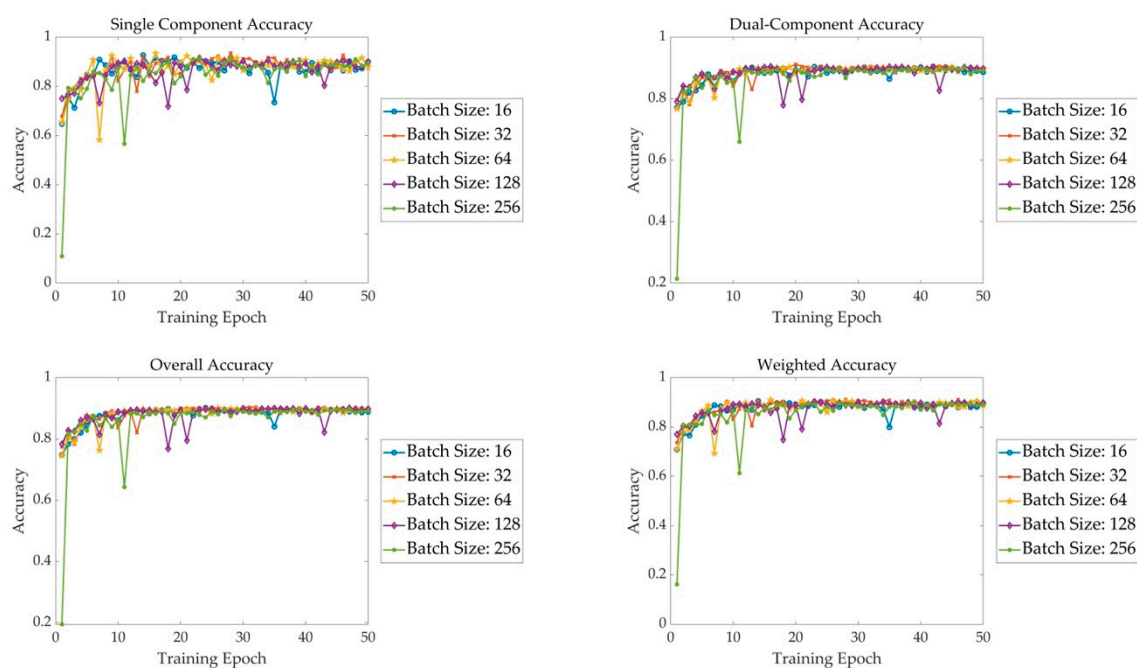 Single Component Accuracy
1
0.8
0.6
0.4
0.2
0
Accuracy
0
10
20
30
40
50
Training Epoch
Batch Size: 16
Batch Size: 32
Batch Size: 64
Batch Size: 128
Batch Size: 256
Dual-Component Accuracy
1
0.8
0.6
0.4
0.2
Accuracy
0
10
20
30
40
50
Training Epoch
Batch Size: 16
Batch Size: 32
Batch Size: 64
Batch Size: 128
Batch Size: 256
Overall Accuracy
1
0.8
0.6
0.4
0.2
Accuracy
0
10
20
30
40
50
Training Epoch
Batch Size: 16
Batch Size: 32
Batch Size: 64
Batch Size: 128
Batch Size: 256
Weighted Accuracy
1
0.8
0.6
0.4
0.2
0
Accuracy
0
10
20
30
40
50
Training Epoch
Batch Size: 16
Batch Size: 32
Batch Size: 64
Batch Size: 128
Batch Size: 256